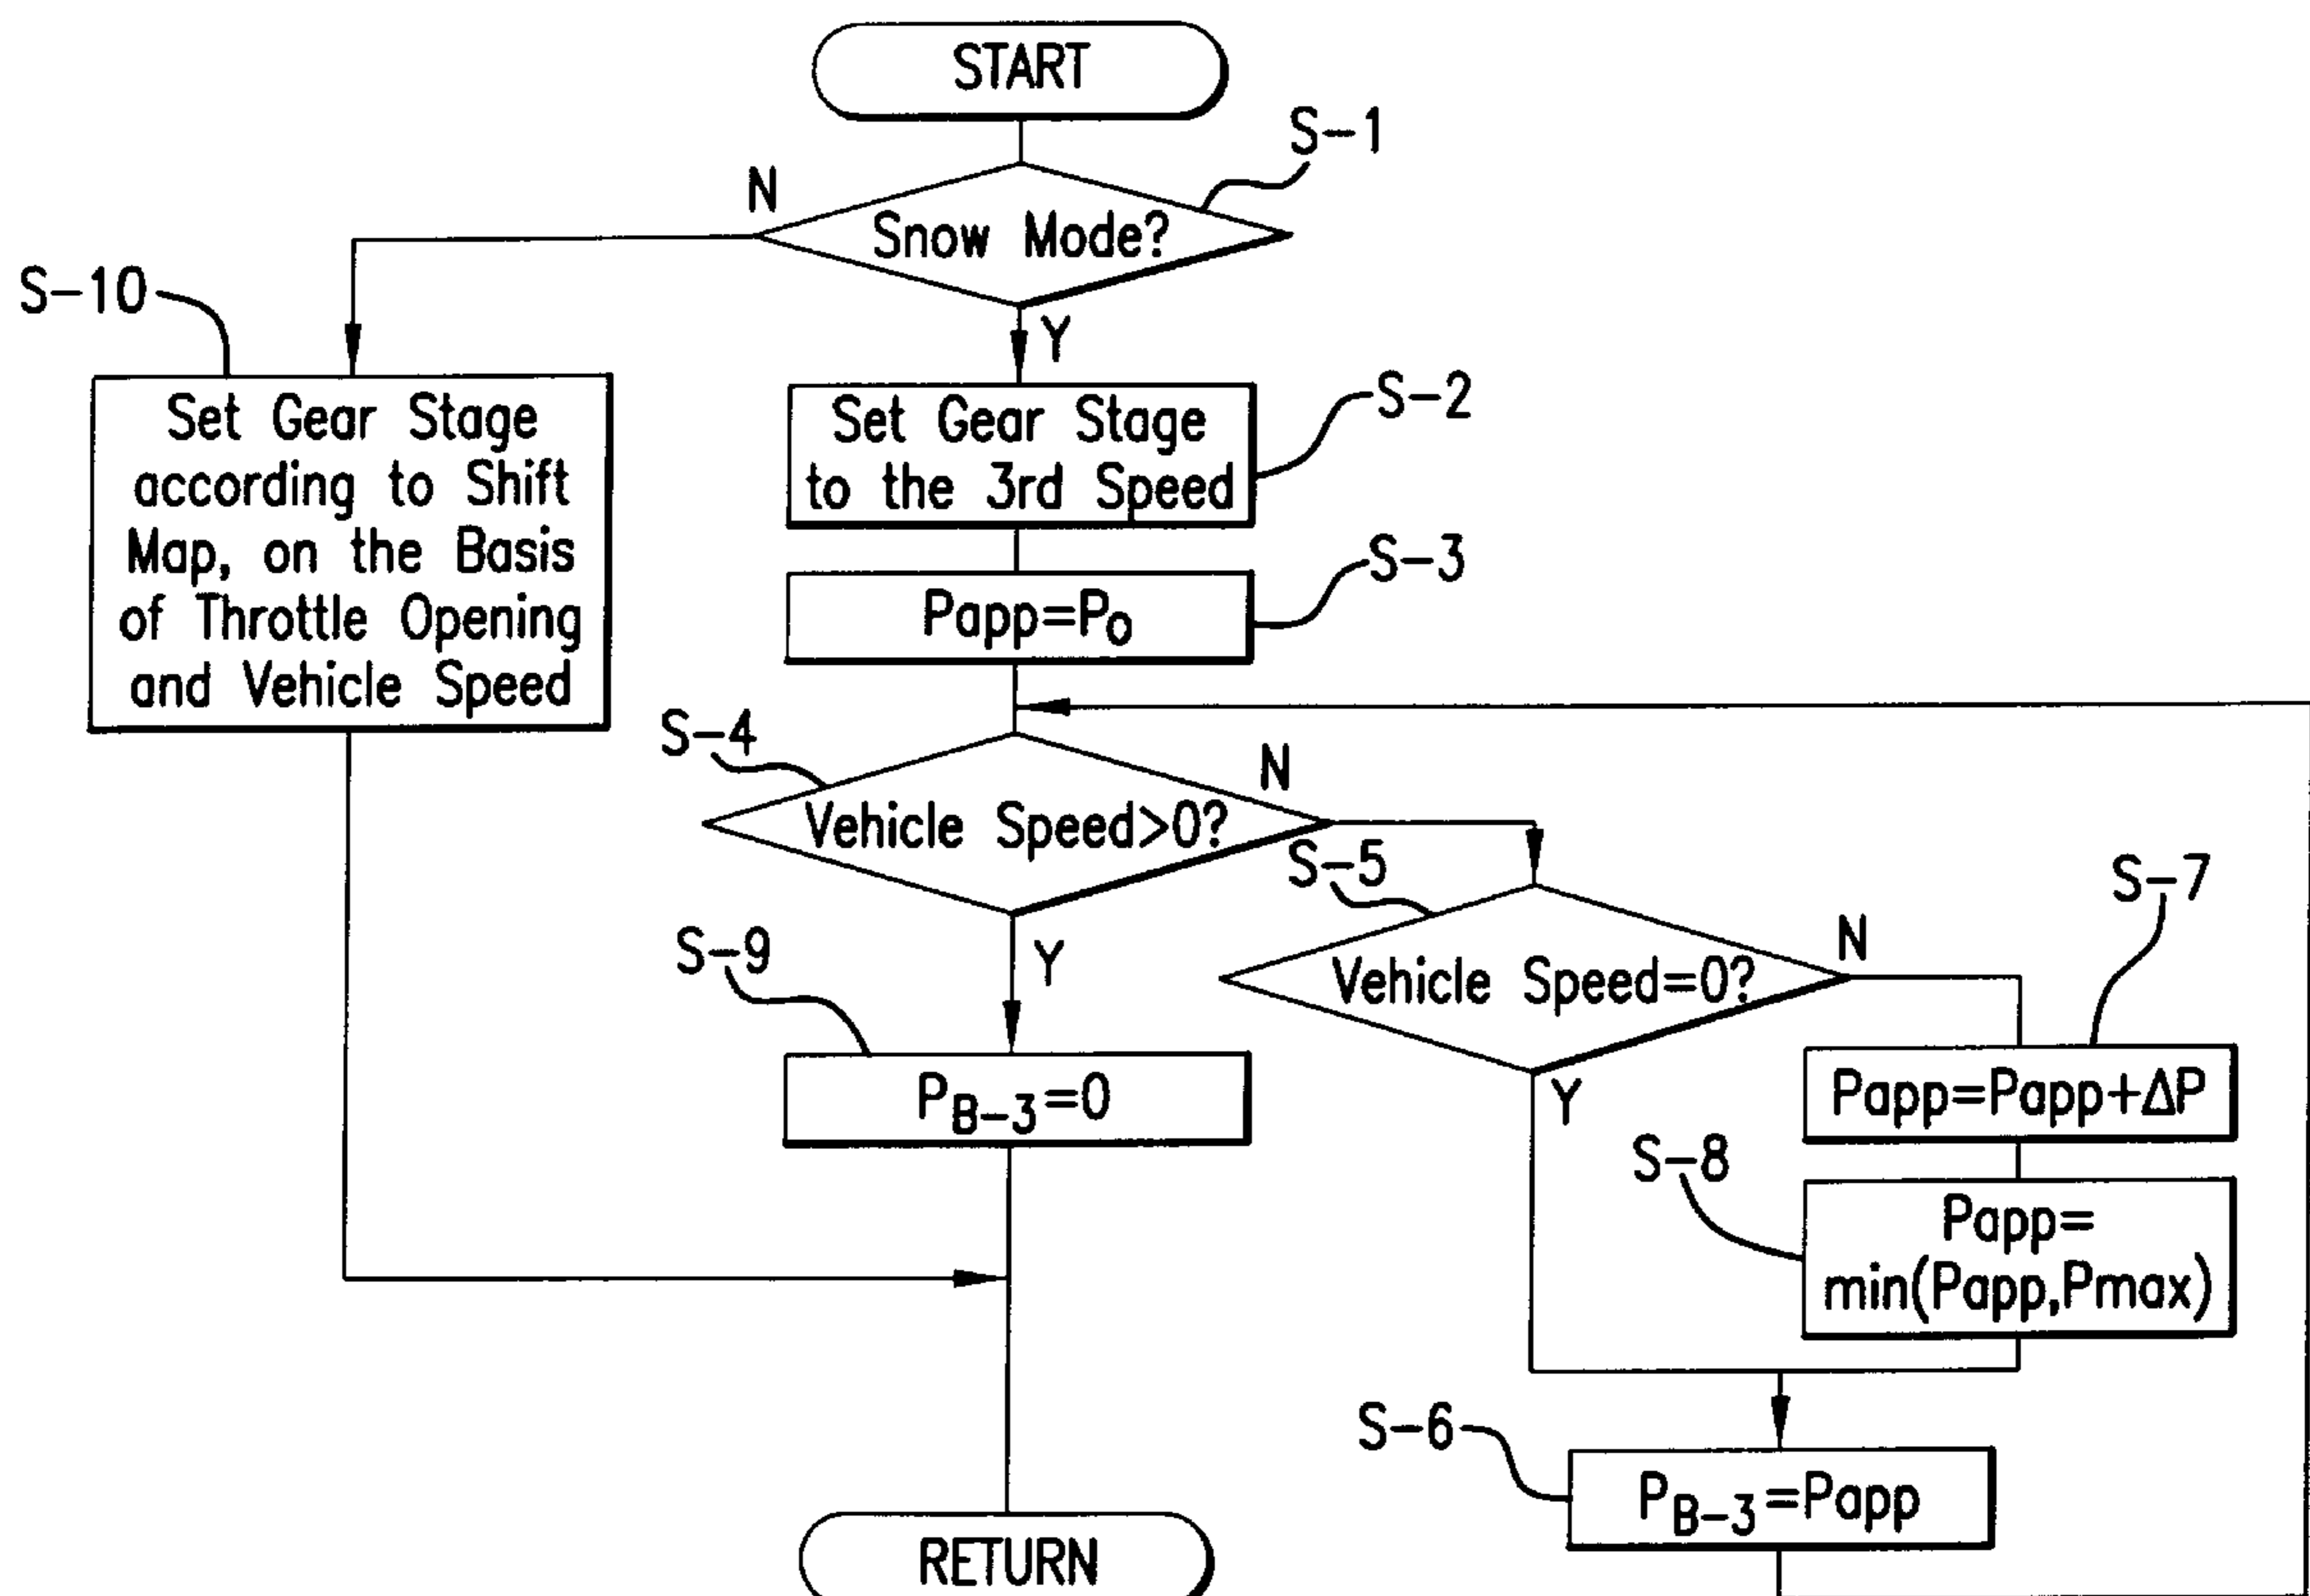 START
S-1
N
Snow Mode?
Y
S-10
Set Gear Stage
according to Shift
Map, on the Basis
of Throttle Opening
and Vehicle Speed
S-2
Set Gear Stage
to the 3rd Speed
S-3
Papp=P0
S-4
N
Vehicle Speed>0?
Y
S-5
N
Vehicle Speed=0?
Y
S-7
Papp=Papp+ΔP
S-8
Papp=
min(Papp,Pmax)
S-9
PB-3=0
S-6
PB-3=Papp
RETURN